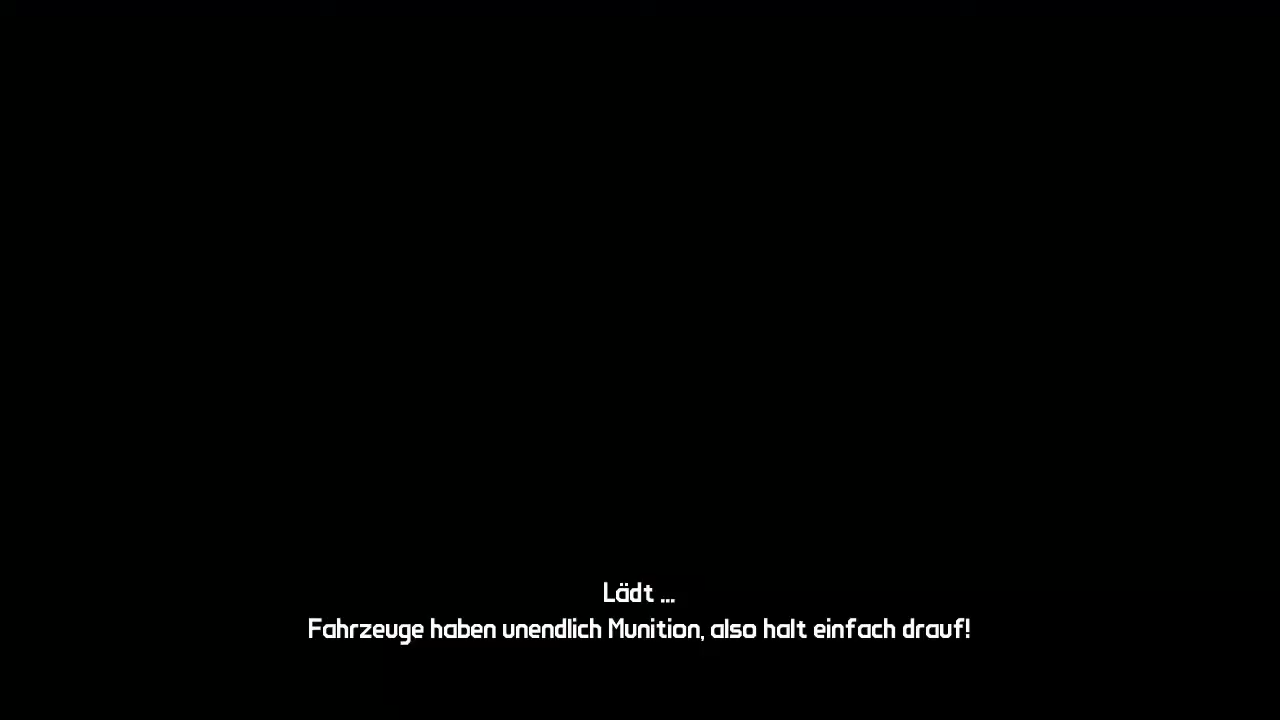 Lädt ...
Fahrzeuge haben unendlich Munition, also halt einfach drauf!